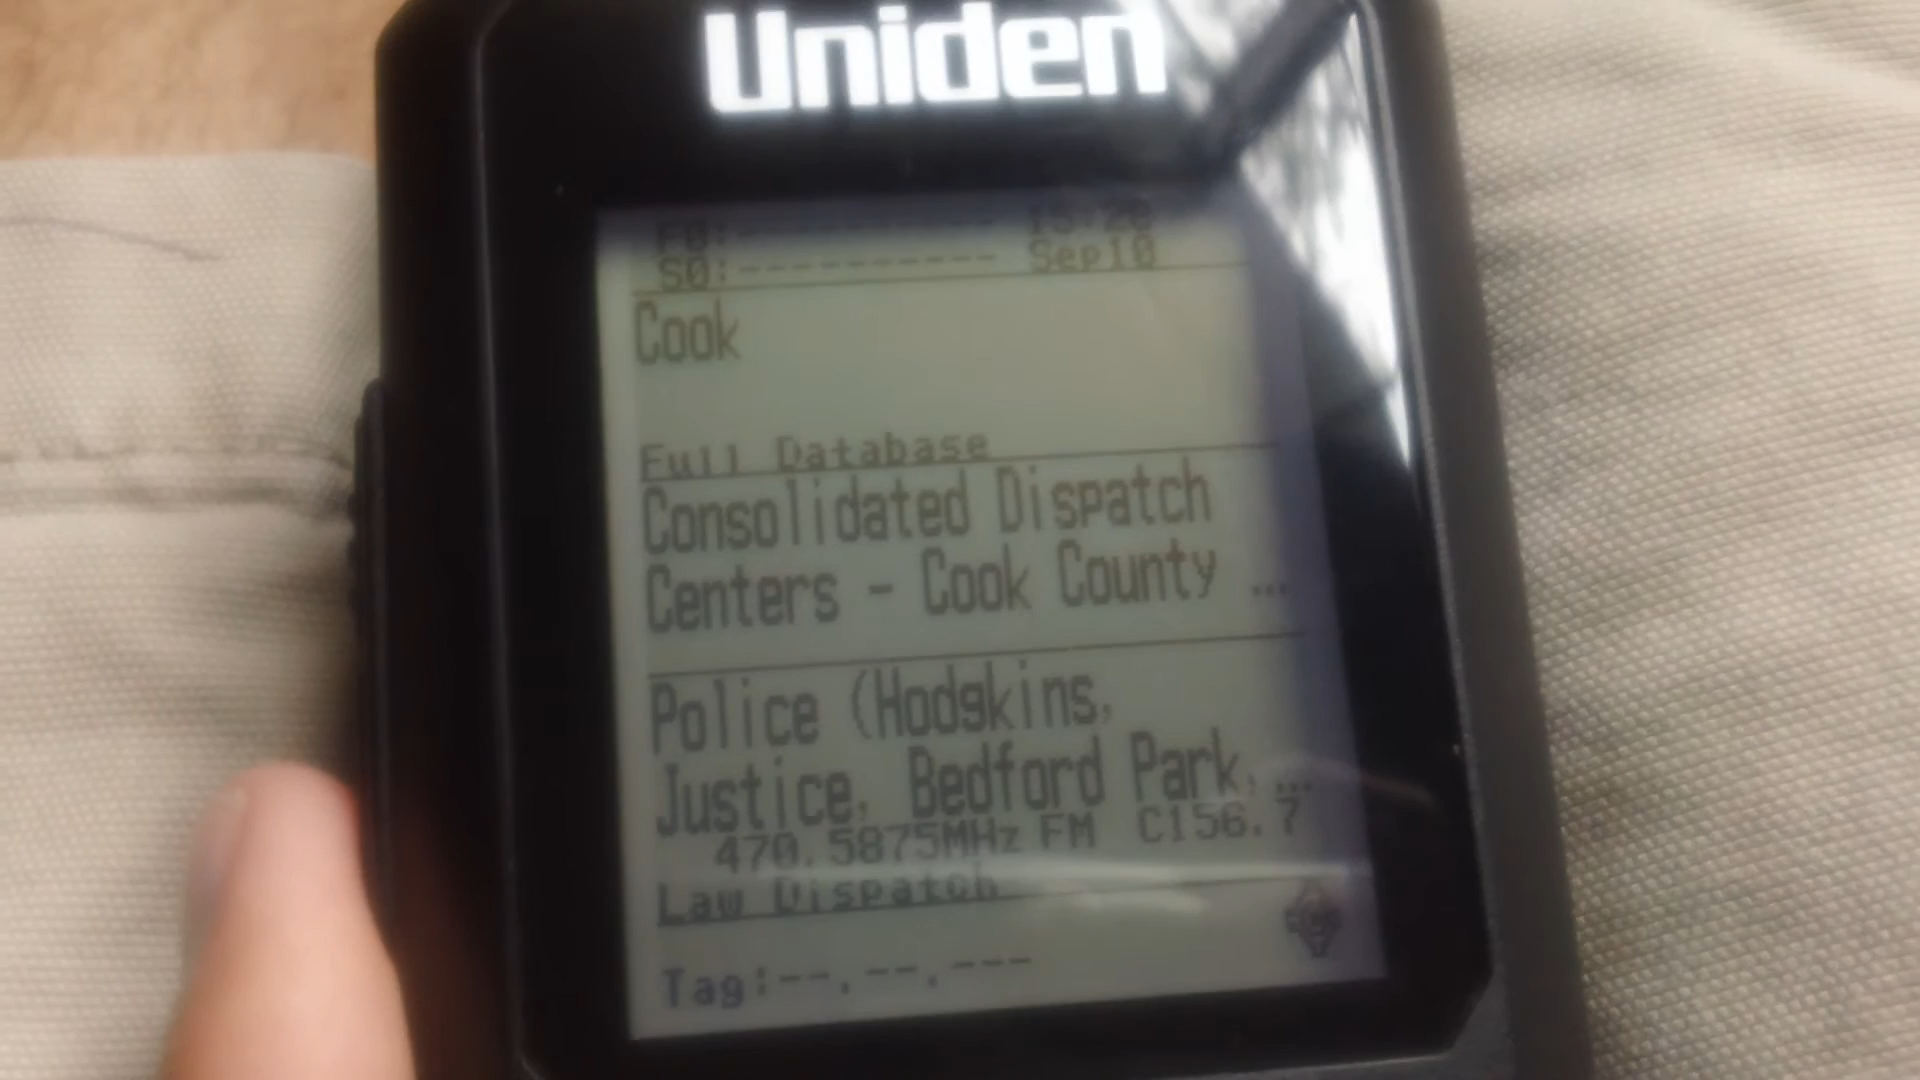 Uniden
F0:----------
S0:---------- Sep10
Cook
Full Database
Consolidated Dispatch
Centers - Cook County ...
Police (Hodgkins,
Justice, Bedford Park, ...
470.5875MHz FM C156.7
Law Dispatch
Tag:--.--.---